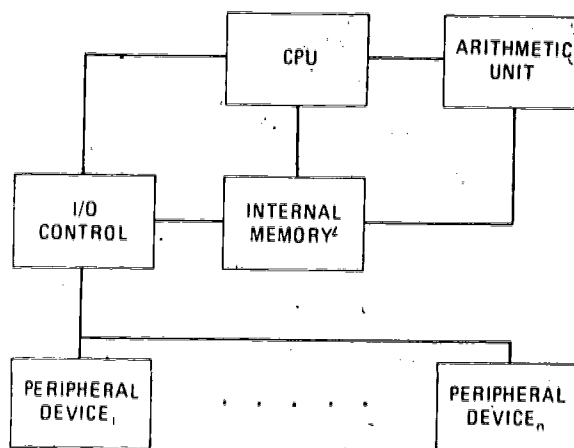 CPU
ARITHMETIC
UNIT
I/O
CONTROL
INTERNAL
MEMORY
PERIPHERAL
DEVICE₁
. . . . .
PERIPHERAL
DEVICEₙ